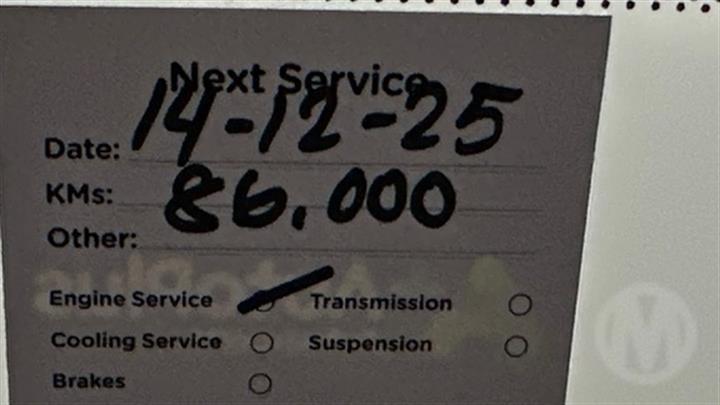 Next Service
Date: 14-12-25
KMs: 86,000
Other:
Engine Service Transmission
Cooling Service Suspension
Brakes
M